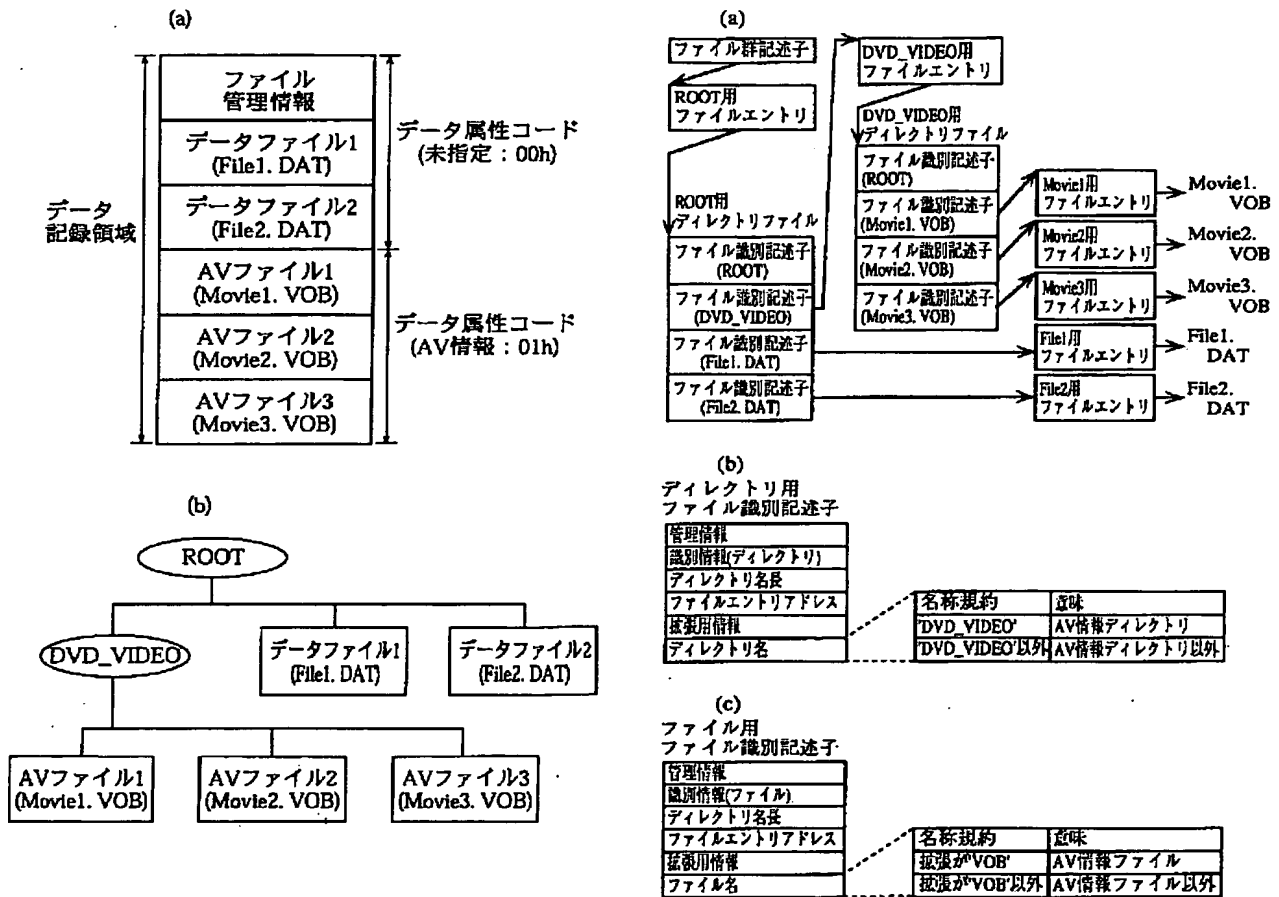 (a)
ファイル
管理情報
データファイル1
(File1. DAT)
データファイル2
(File2. DAT)
AVファイル1
(Movie1. VOB)
AVファイル2
(Movie2. VOB)
AVファイル3
(Movie3. VOB)
データ
記録領域
データ属性コード
(未指定：00h)
データ属性コード
(AV情報：01h)
(b)
ROOT
DVD_VIDEO
データファイル1
(File1. DAT)
データファイル2
(File2. DAT)
AVファイル1
(Movie1. VOB)
AVファイル2
(Movie2. VOB)
AVファイル3
(Movie3. VOB)
(a)
ファイル群記述子
ROOT用
ファイルエントリ
ROOT用
ディレクトリファイル
ファイル識別記述子
(ROOT)
ファイル識別記述子
(DVD_VIDEO)
ファイル識別記述子
(File1. DAT)
ファイル識別記述子
(File2. DAT)
DVD_VIDEO用
ファイルエントリ
DVD_VIDEO用
ディレクトリファイル
ファイル識別記述子
(ROOT)
ファイル識別記述子
(Movie1. VOB)
ファイル識別記述子
(Movie2. VOB)
ファイル識別記述子
(Movie3. VOB)
Movie1用
ファイルエントリ
Movie1.
VOB
Movie2用
ファイルエントリ
Movie2.
VOB
Movie3用
ファイルエントリ
Movie3.
VOB
File1用
ファイルエントリ
File1.
DAT
File2用
ファイルエントリ
File2.
DAT
(b)
ディレクトリ用
ファイル識別記述子
管理情報
識別情報(ディレクトリ)
ディレクトリ名長
ファイルエントリアドレス
拡張用情報
ディレクトリ名
名称規約 意味
'DVD_VIDEO' AV情報ディレクトリ
'DVD_VIDEO'以外 AV情報ディレクトリ以外
(c)
ファイル用
ファイル識別記述子
管理情報
識別情報(ファイル)
ディレクトリ名長
ファイルエントリアドレス
拡張用情報
ファイル名
名称規約 意味
拡張が'VOB' AV情報ファイル
拡張が'VOB'以外 AV情報ファイル以外